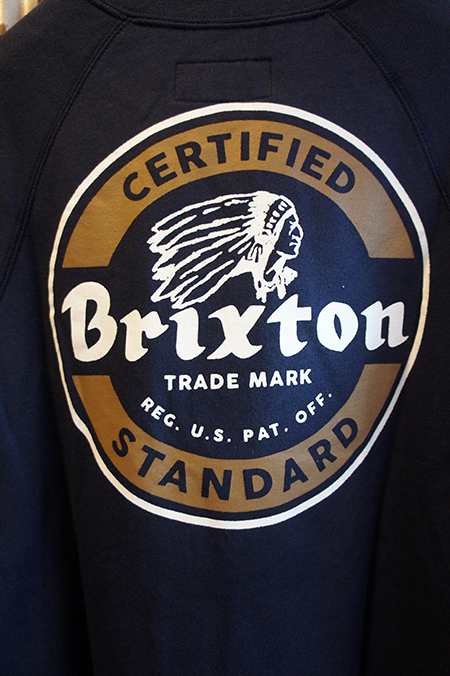 CERTIFIED
Brixton
TRADE MARK
REG. U.S. PAT. OFF.
STANDARD